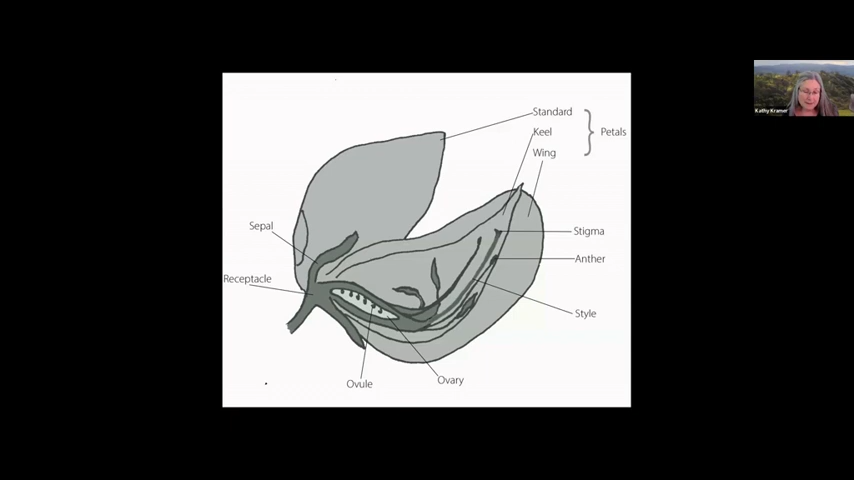 Standard
Keel
Petals
Wing
Kathy Kramer
Sepal
Stigma
Anther
Receptacle
Style
Ovule
Ovary